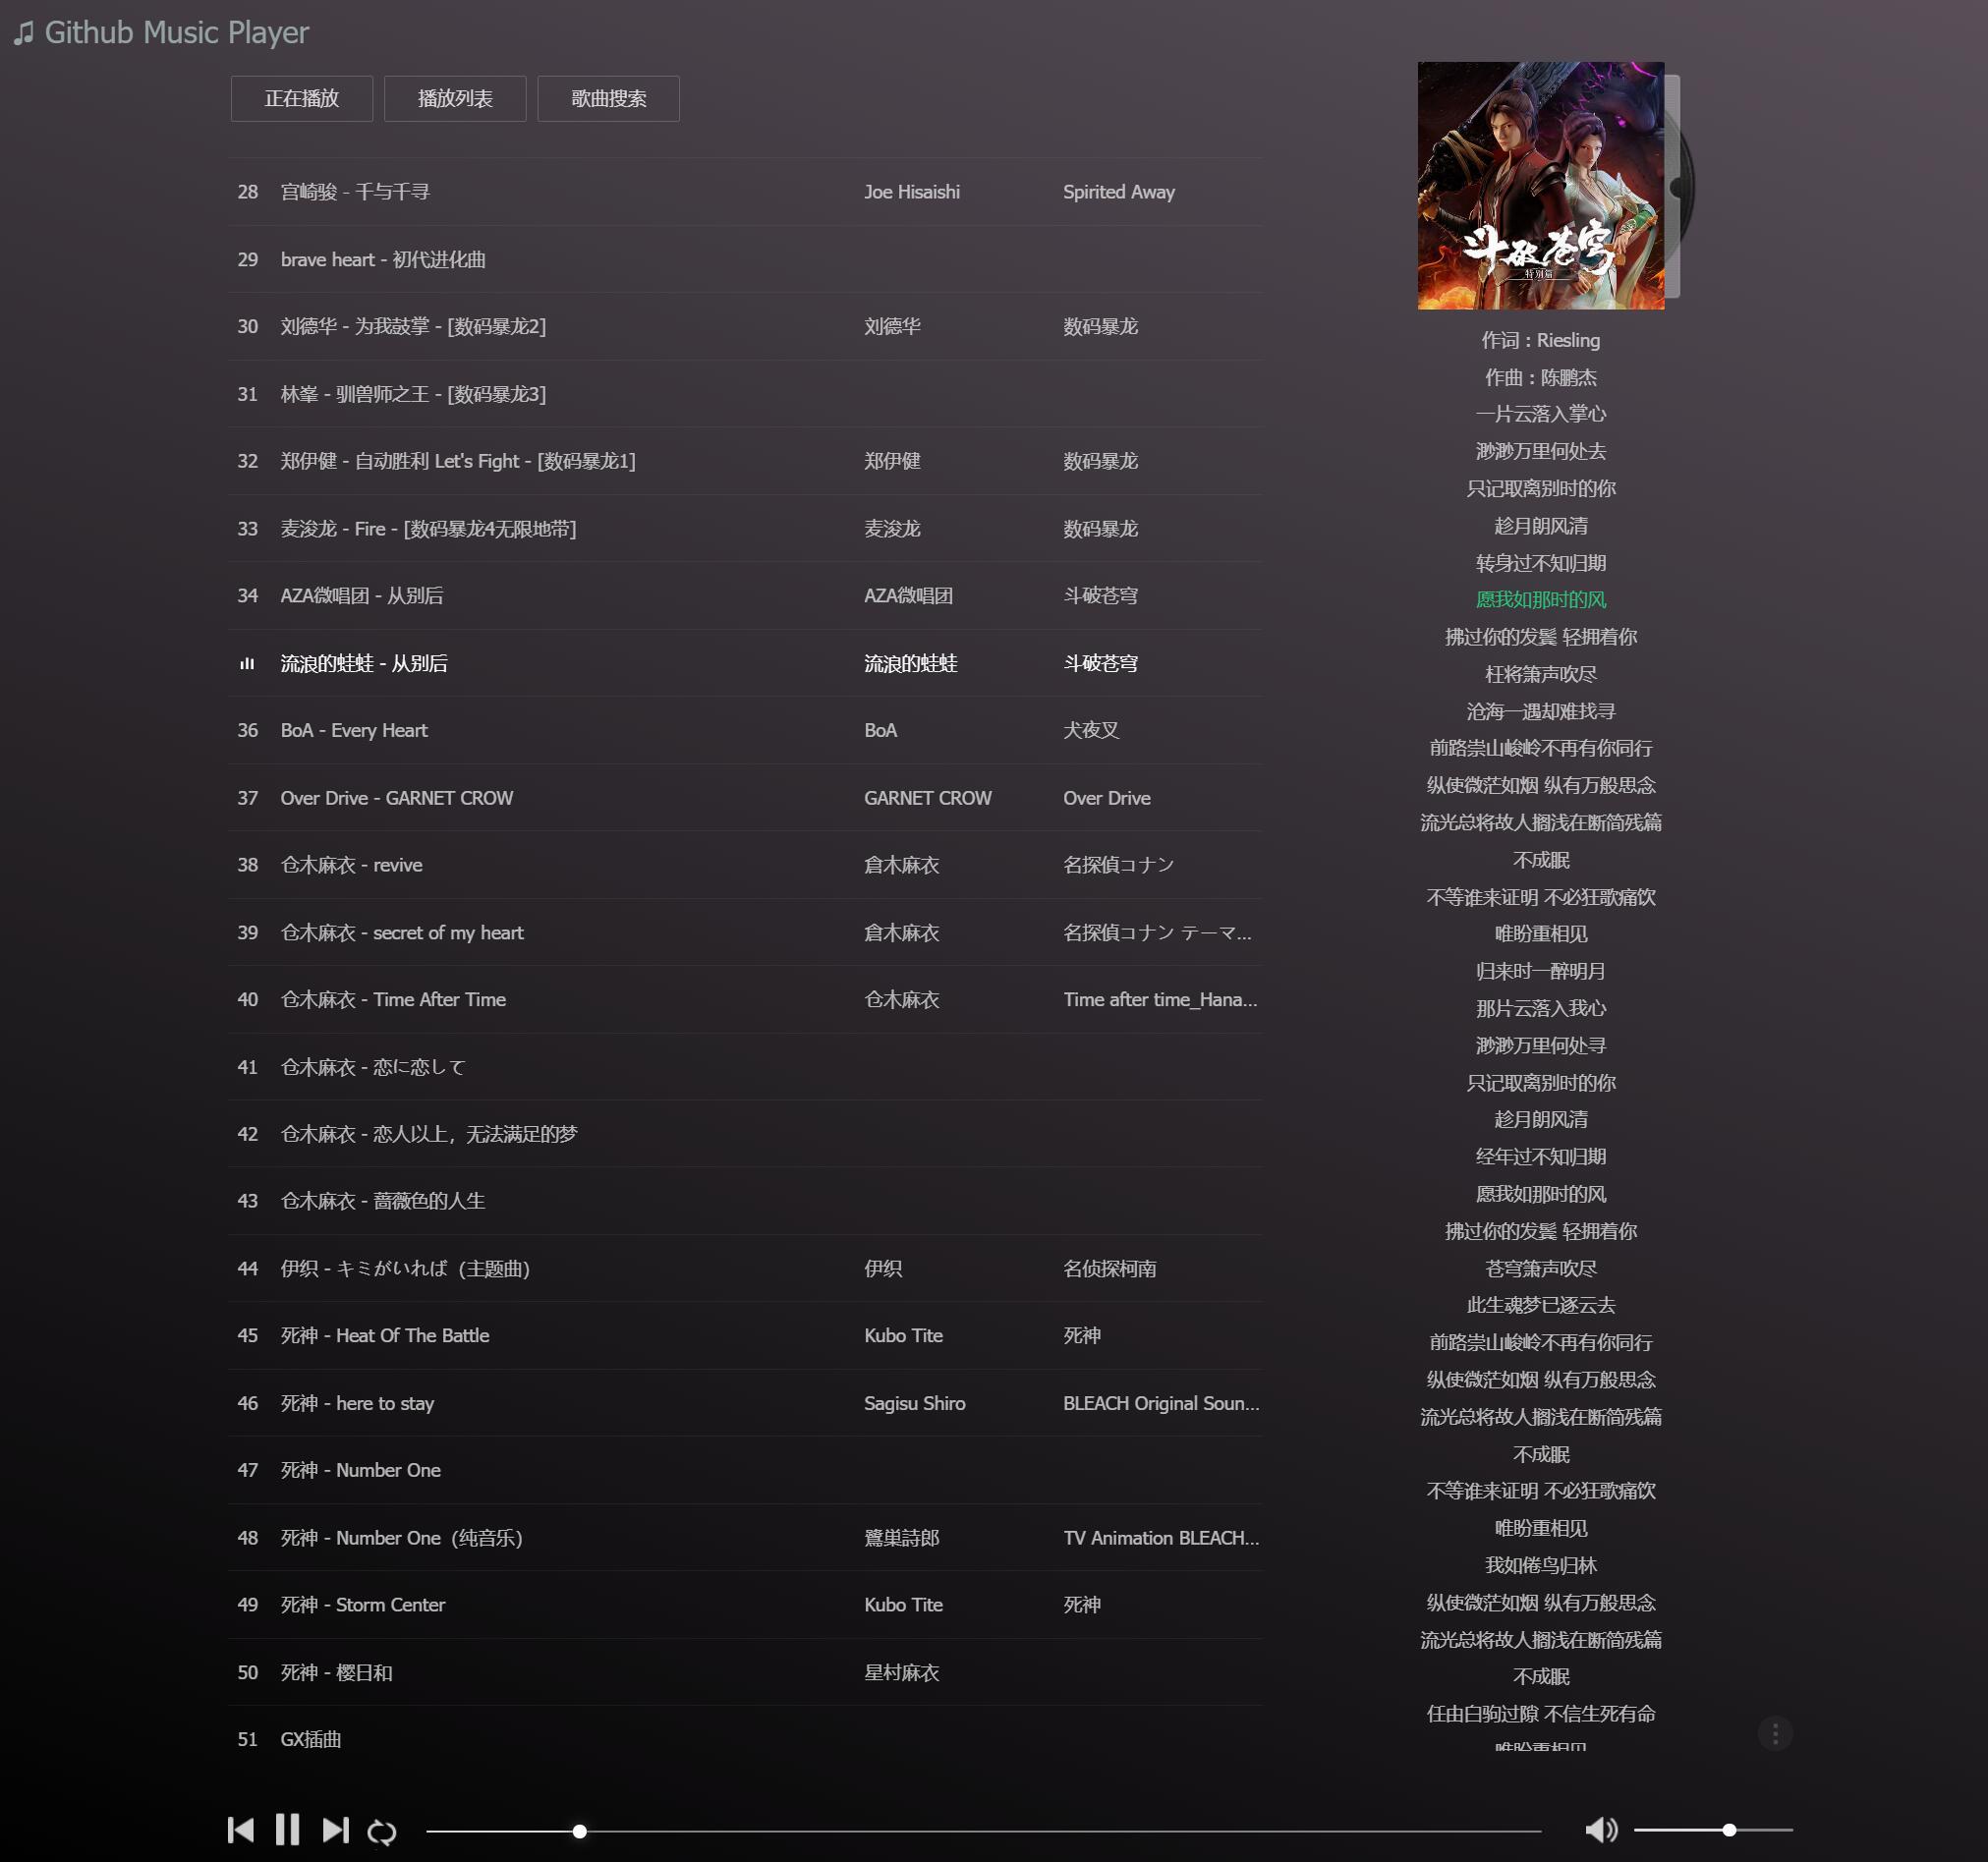 Github Music Player
正在播放 播放列表 歌曲搜索
28 宫崎骏 - 千与千寻 Joe Hisaishi Spirited Away
29 brave heart - 初代进化曲
30 刘德华 - 为我鼓掌 - [数码暴龙2] 刘德华 数码暴龙
31 林峯 - 驯兽师之王 - [数码暴龙3]
32 郑伊健 - 自动胜利 Let's Fight - [数码暴龙1] 郑伊健 数码暴龙
33 麦浚龙 - Fire - [数码暴龙4无限地带] 麦浚龙 数码暴龙
34 AZA微唱团 - 从别后 AZA微唱团 斗破苍穹
流浪的蛙蛙 - 从别后 流浪的蛙蛙 斗破苍穹
36 BoA - Every Heart BoA 犬夜叉
37 Over Drive - GARNET CROW GARNET CROW Over Drive
38 仓木麻衣 - revive 倉木麻衣 名探偵コナン
39 仓木麻衣 - secret of my heart 倉木麻衣 名探偵コナン テーマ...
40 仓木麻衣 - Time After Time 仓木麻衣 Time after time_Hana...
41 仓木麻衣 - 恋に恋して
42 仓木麻衣 - 恋人以上，无法满足的梦
43 仓木麻衣 - 蔷薇色的人生
44 伊织 - キミがいれば（主题曲） 伊织 名侦探柯南
45 死神 - Heat Of The Battle Kubo Tite 死神
46 死神 - here to stay Sagisu Shiro BLEACH Original Soun...
47 死神 - Number One
48 死神 - Number One（纯音乐） 鷺巣詩郎 TV Animation BLEACH...
49 死神 - Storm Center Kubo Tite 死神
50 死神 - 樱日和 星村麻衣
51 GX插曲
斗破苍穹
特别篇
作词：Riesling
作曲：陈鹏杰
一片云落入掌心
渺渺万里何处去
只记取离别时的你
趁月朗风清
转身过不知归期
愿我如那时的风
拂过你的发鬓 轻拥着你
枉将箫声吹尽
沧海一遇却难找寻
前路崇山峻岭不再有你同行
纵使微茫如烟 纵有万般思念
流光总将故人搁浅在断简残篇
不成眠
不等谁来证明 不必狂歌痛饮
唯盼重相见
归来时一醉明月
那片云落入我心
渺渺万里何处寻
只记取离别时的你
趁月朗风清
经年过不知归期
愿我如那时的风
拂过你的发鬓 轻拥着你
苍穹箫声吹尽
此生魂梦已逐云去
前路崇山峻岭不再有你同行
纵使微茫如烟 纵有万般思念
流光总将故人搁浅在断简残篇
不成眠
不等谁来证明 不必狂歌痛饮
唯盼重相见
我如倦鸟归林
纵使微茫如烟 纵有万般思念
流光总将故人搁浅在断简残篇
不成眠
任由白驹过隙 不信生死有命
唯盼重相见